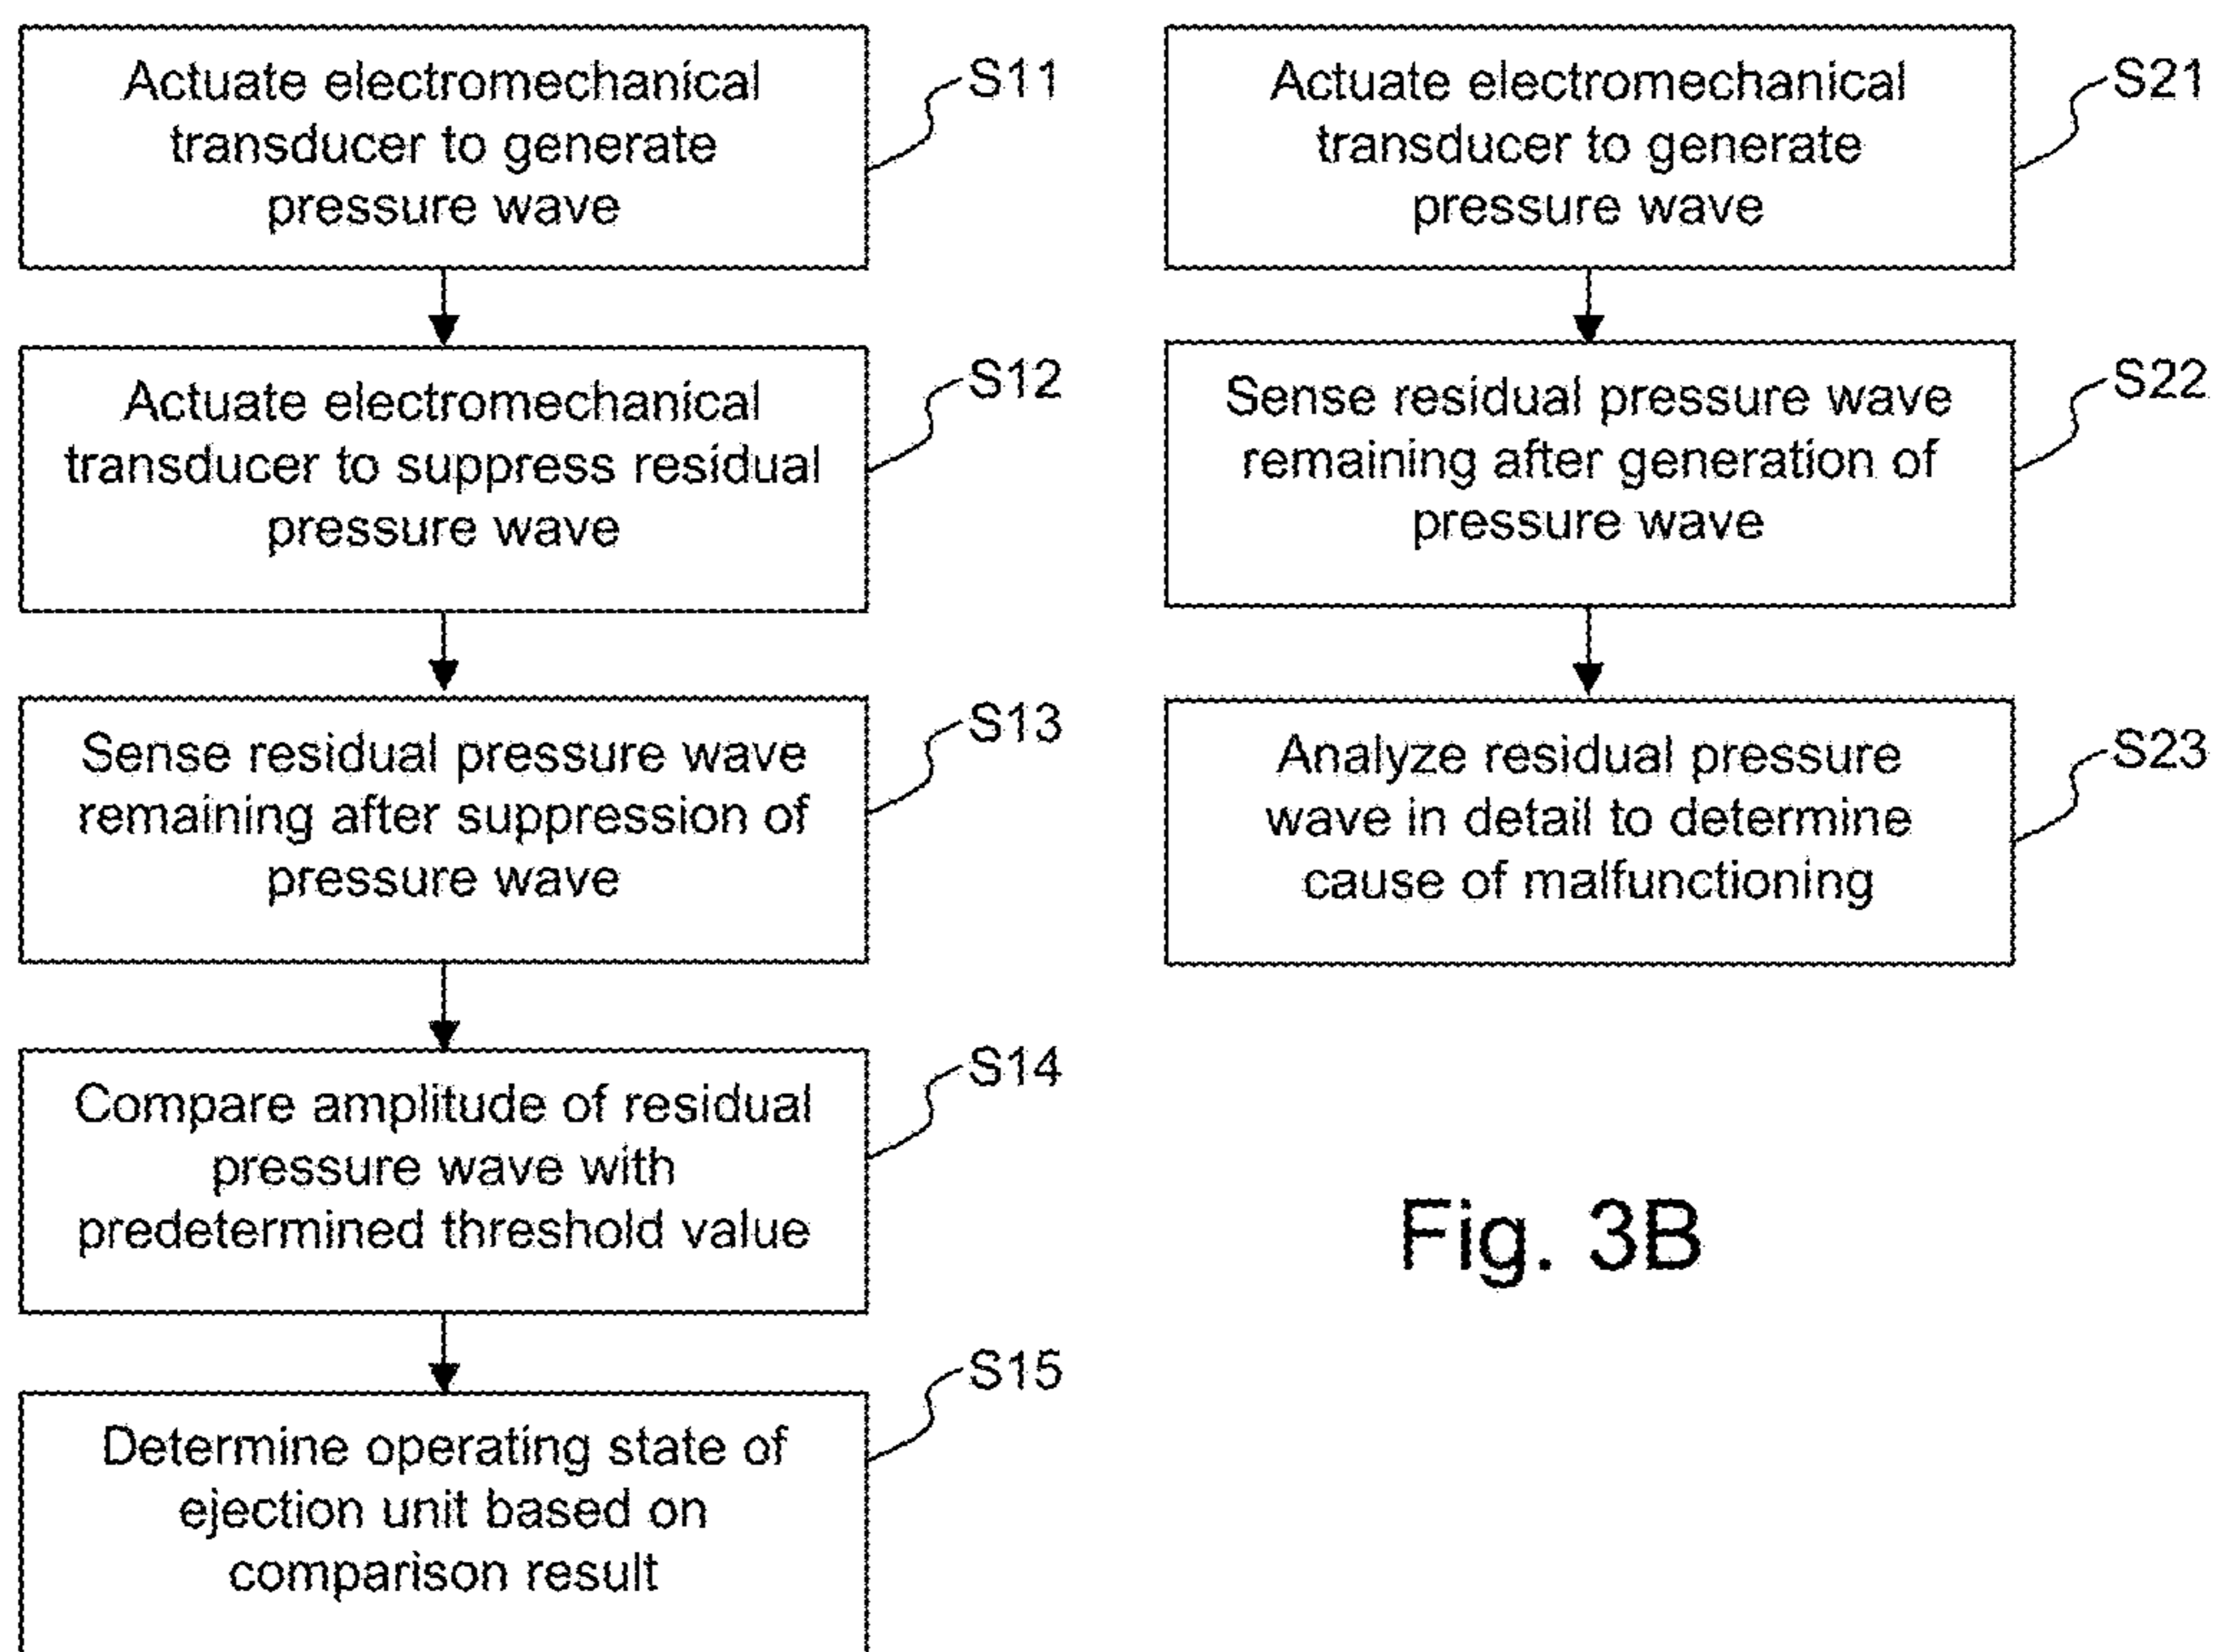 Actuate electromechanical
transducer to generate
pressure wave
S11
Actuate electromechanical
transducer to suppress residual
pressure wave
S12
Sense residual pressure wave
remaining after suppression of
pressure wave
S13
Compare amplitude of residual
pressure wave with
predetermined threshold value
S14
Determine operating state of
ejection unit based on
comparison result
S15
Actuate electromechanical
transducer to generate
pressure wave
S21
Sense residual pressure wave
remaining after generation of
pressure wave
S22
Analyze residual pressure
wave in detail to determine
cause of malfunctioning
S23
Fig. 3B